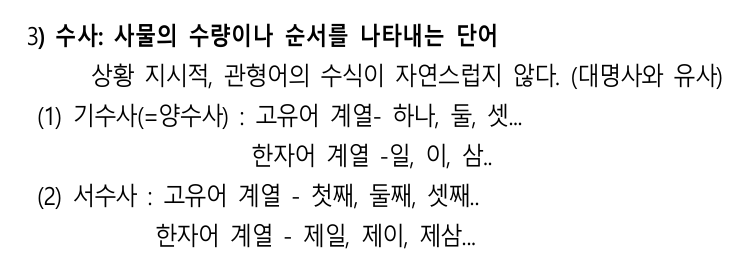 3) 수사: 사물의 수량이나 순서를 나타내는 단어
상황 지시적, 관형어의 수식이 자연스럽지 않다. (대명사와 유사)
(1) 기수사(=양수사) : 고유어 계열- 하나, 둘, 셋...
한자어 계열 -일, 이, 삼..
(2) 서수사 : 고유어 계열 - 첫째, 둘째, 셋째..
한자어 계열 - 제일, 제이, 제삼...